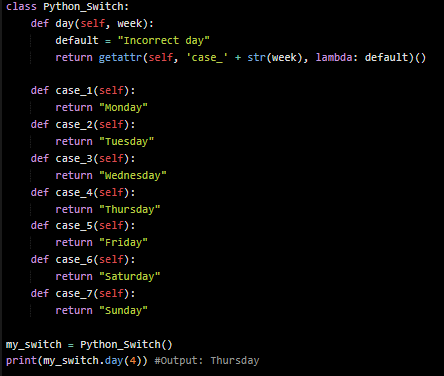 class Python_Switch:
    def day(self, week):
        default = "Incorrect day"
        return getattr(self, 'case_' + str(week), lambda: default)()

    def case_1(self):
        return "Monday"
    def case_2(self):
        return "Tuesday"
    def case_3(self):
        return "Wednesday"
    def case_4(self):
        return "Thursday"
    def case_5(self):
        return "Friday"
    def case_6(self):
        return "Saturday"
    def case_7(self):
        return "Sunday"

my_switch = Python_Switch()
print(my_switch.day(4)) #Output: Thursday